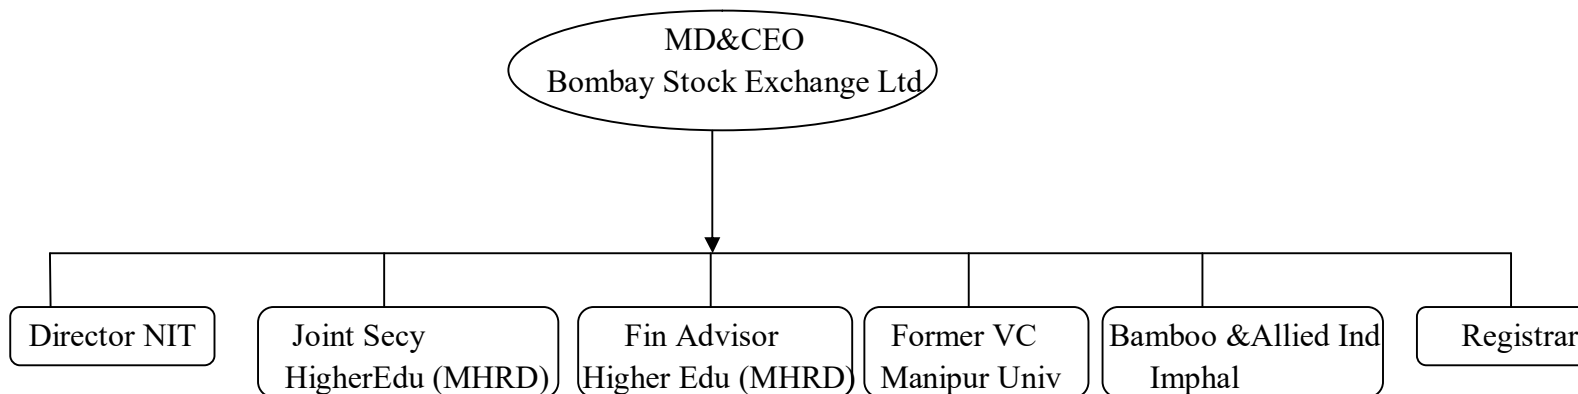 MD&CEO
Bombay Stock Exchange Ltd
Director NIT
Joint Secy
HigherEdu (MHRD)
Fin Advisor
Higher Edu (MHRD)
Former VC
Manipur Univ
Bamboo &Allied Ind
Imphal
Registrar